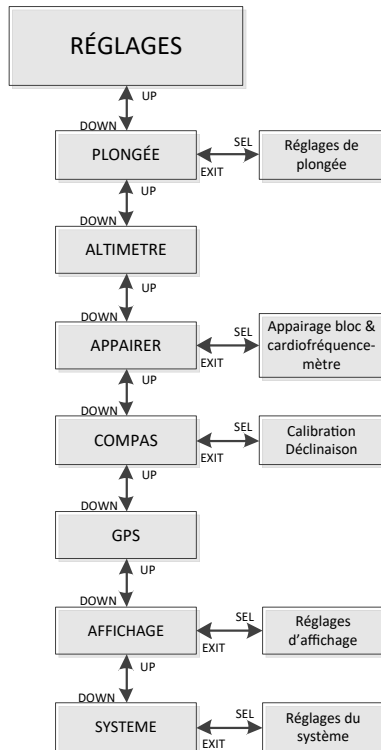 RÉGLAGES
UP
DOWN
PLONGÉE
SEL
EXIT
Réglages de
plongée
UP
DOWN
ALTIMETRE
UP
DOWN
APPAIRER
SEL
EXIT
Appairage bloc &
cardiofréquence-
mètre
UP
DOWN
COMPAS
SEL
EXIT
Calibration
Déclinaison
UP
DOWN
GPS
UP
DOWN
AFFICHAGE
SEL
EXIT
Réglages
d'affichage
UP
DOWN
SYSTEME
SEL
EXIT
Réglages du
système